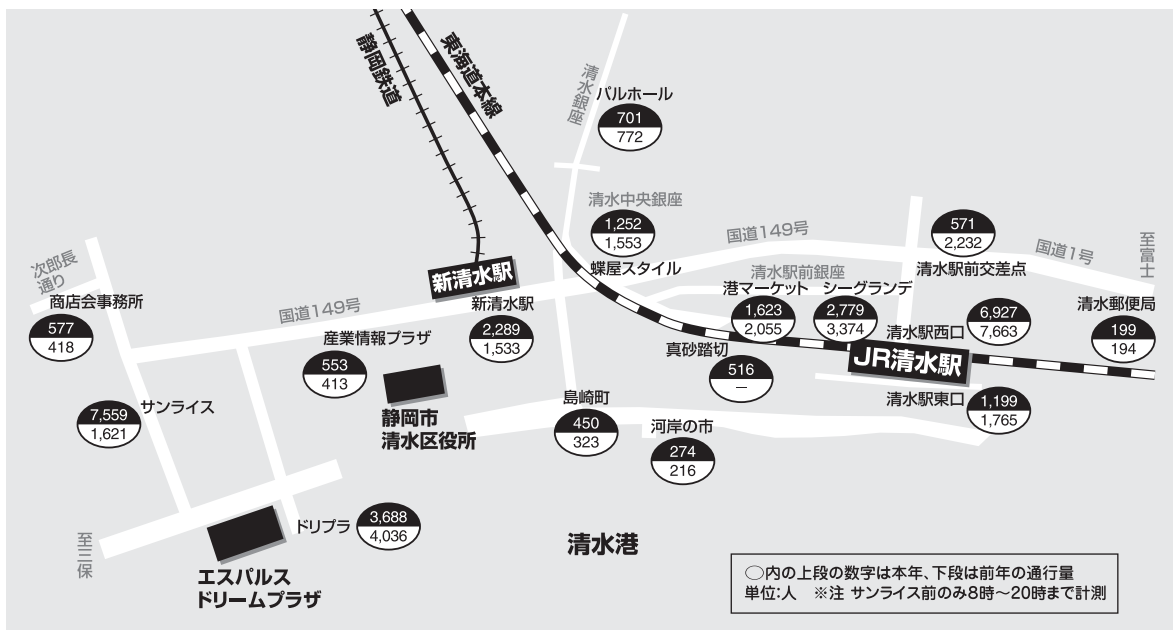 静岡鉄道
東海道本線
清水銀座
パルホール
701
772
清水中央銀座
1,252
1,553
蝶屋スタイル
国道149号
571
2,232
清水駅前交差点
国道1号
至富士
次郎長
通り
商店会事務所
577
418
新清水駅
国道149号
新清水駅
2,289
1,533
清水駅前銀座
港マーケット
1,623
2,055
シーグランデ
2,779
3,374
清水駅西口
6,927
7,663
清水郵便局
199
194
産業情報プラザ
553
413
真砂踏切
516
−
JR清水駅
サンライス
7,559
1,621
静岡市
清水区役所
島崎町
450
323
河岸の市
274
216
清水駅東口
1,199
1,765
至三保
ドリプラ
3,688
4,036
エスパルス
ドリームプラザ
清水港
○内の上段の数字は本年、下段は前年の通行量
単位:人 ※注 サンライス前のみ8時～20時まで計測